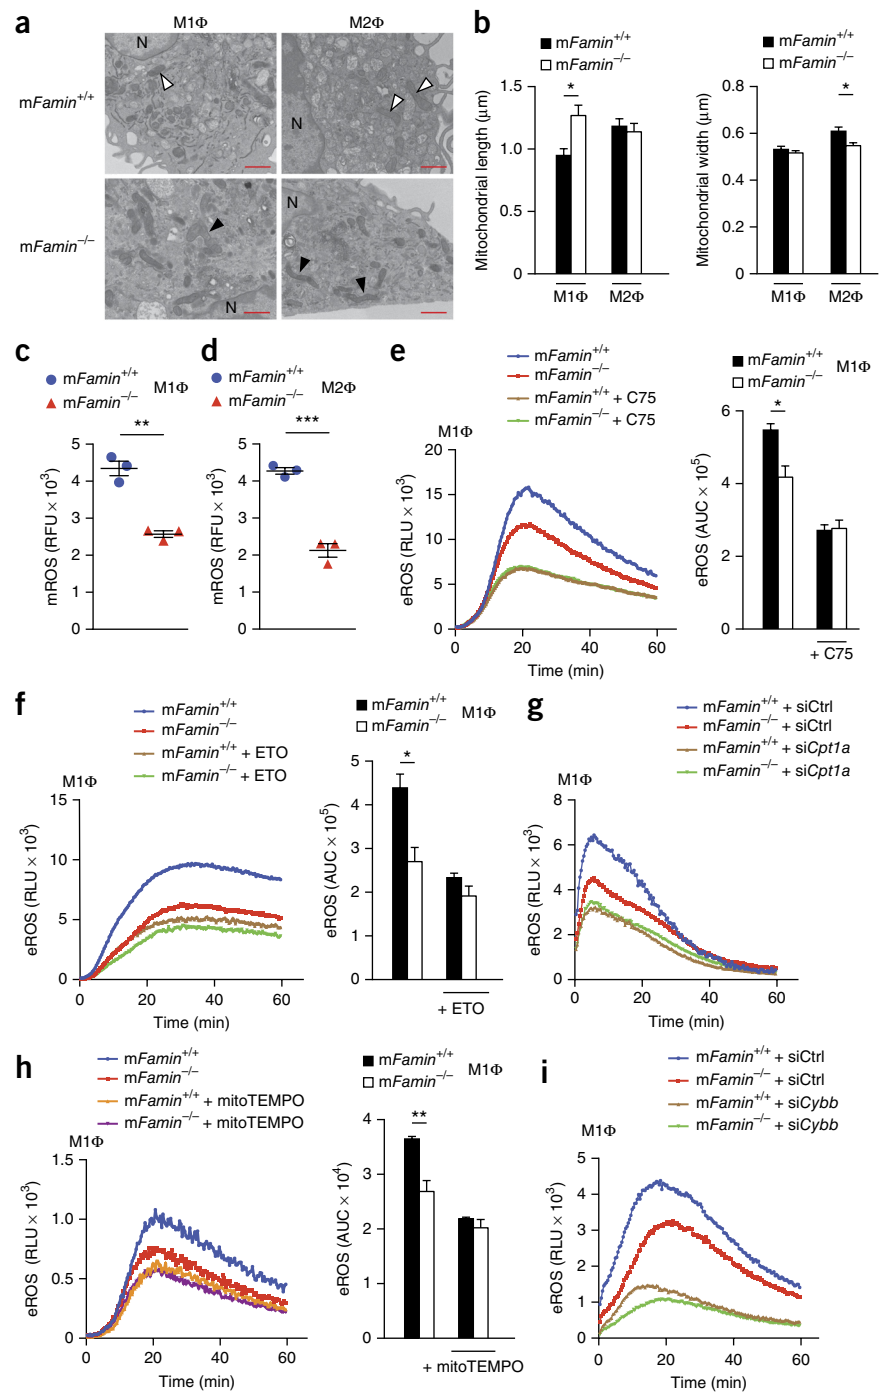 a
M1Φ
M2Φ
mFamin+/+
N
N
mFamin−/−
N
N
b
mFamin+/+
mFamin−/−
Mitochondrial length (μm)
1.5
1.0
0.5
0
*
M1Φ
M2Φ
mFamin+/+
mFamin−/−
Mitochondrial width (μm)
0.8
0.6
0.4
0.2
0
*
M1Φ
M2Φ
c
mFamin+/+
mFamin−/−
M1Φ
**
mROS (RFU × 10³)
5
4
3
2
1
0
d
mFamin+/+
mFamin−/−
M2Φ
***
mROS (RFU × 10³)
5
4
3
2
1
0
e
mFamin+/+
mFamin−/−
mFamin+/+ + C75
mFamin−/− + C75
M1Φ
eROS (RLU × 10³)
20
15
10
5
0
0 20 40 60
Time (min)
mFamin+/+
mFamin−/−
M1Φ
*
eROS (AUC × 10⁵)
6
4
2
0
+ C75
f
mFamin+/+
mFamin−/−
mFamin+/+ + ETO
mFamin−/− + ETO
M1Φ
eROS (RLU × 10³)
15
10
5
0
0 20 40 60
Time (min)
mFamin+/+
mFamin−/−
M1Φ
*
eROS (AUC × 10⁵)
5
4
3
2
1
0
+ ETO
g
mFamin+/+ + siCtrl
mFamin−/− + siCtrl
mFamin+/+ + siCpt1a
mFamin−/− + siCpt1a
M1Φ
eROS (RLU × 10³)
8
6
4
2
0
0 20 40 60
Time (min)
h
mFamin+/+
mFamin−/−
mFamin+/+ + mitoTEMPO
mFamin−/− + mitoTEMPO
M1Φ
eROS (RLU × 10³)
1.5
1.0
0.5
0
0 20 40 60
Time (min)
mFamin+/+
mFamin−/−
M1Φ
**
eROS (AUC × 10⁴)
4
3
2
1
0
+ mitoTEMPO
i
mFamin+/+ + siCtrl
mFamin−/− + siCtrl
mFamin+/+ + siCybb
mFamin−/− + siCybb
M1Φ
eROS (RLU × 10³)
5
4
3
2
1
0
0 20 40 60
Time (min)